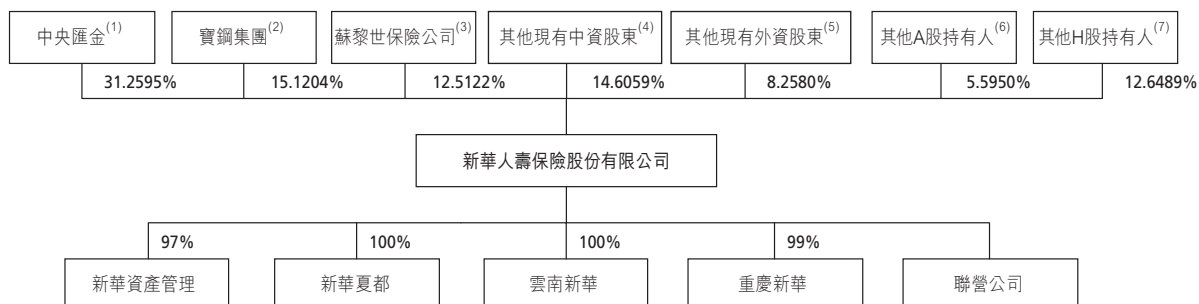 中央匯金(1)
寶鋼集團(2)
蘇黎世保險公司(3)
其他現有中資股東(4)
其他現有外資股東(5)
其他A股持有人(6)
其他H股持有人(7)
31.2595%
15.1204%
12.5122%
14.6059%
8.2580%
5.5950%
12.6489%
新華人壽保險股份有限公司
97%
100%
100%
99%
新華資產管理
新華夏都
雲南新華
重慶新華
聯營公司